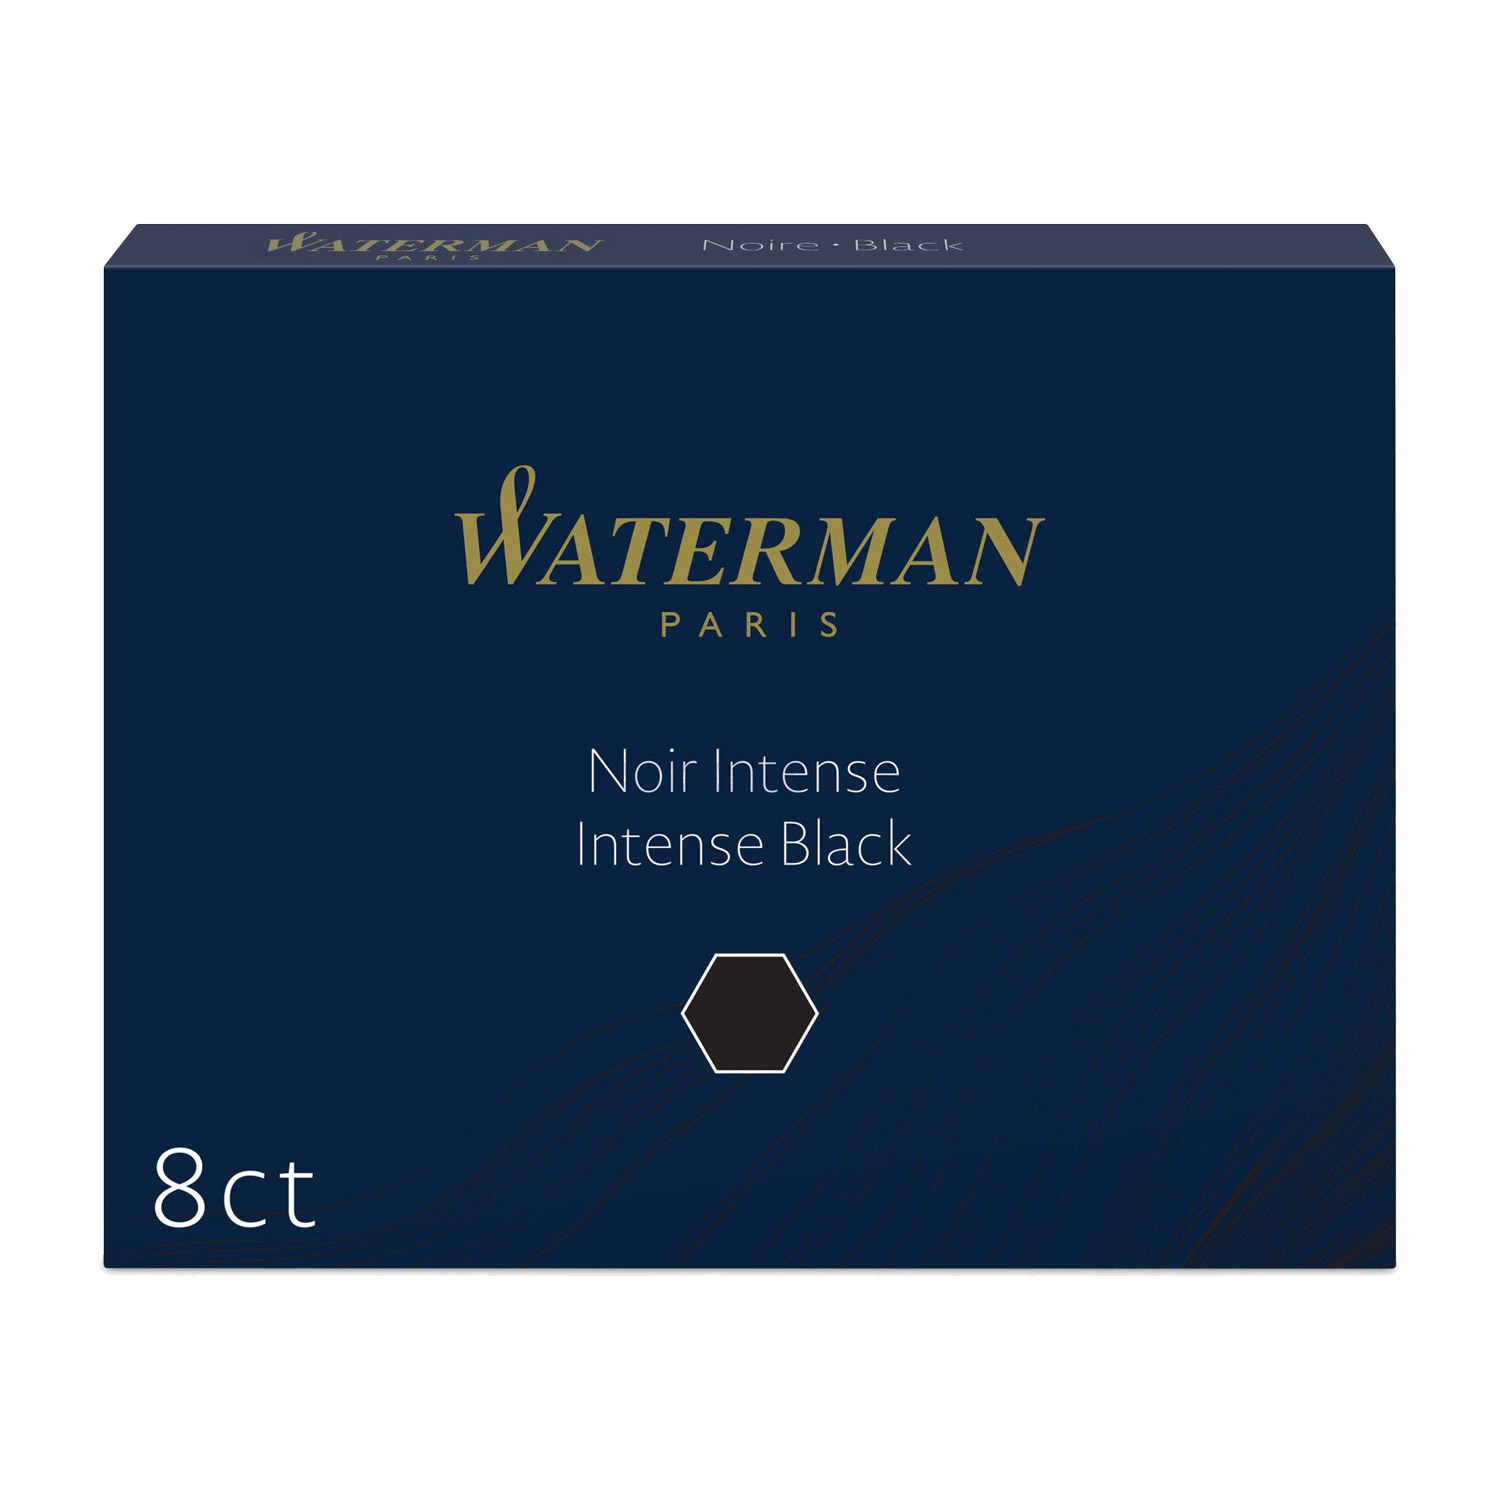 WATERMAN
PARIS
Noire · Black
WATERMAN
PARIS
Noir Intense
Intense Black
8ct